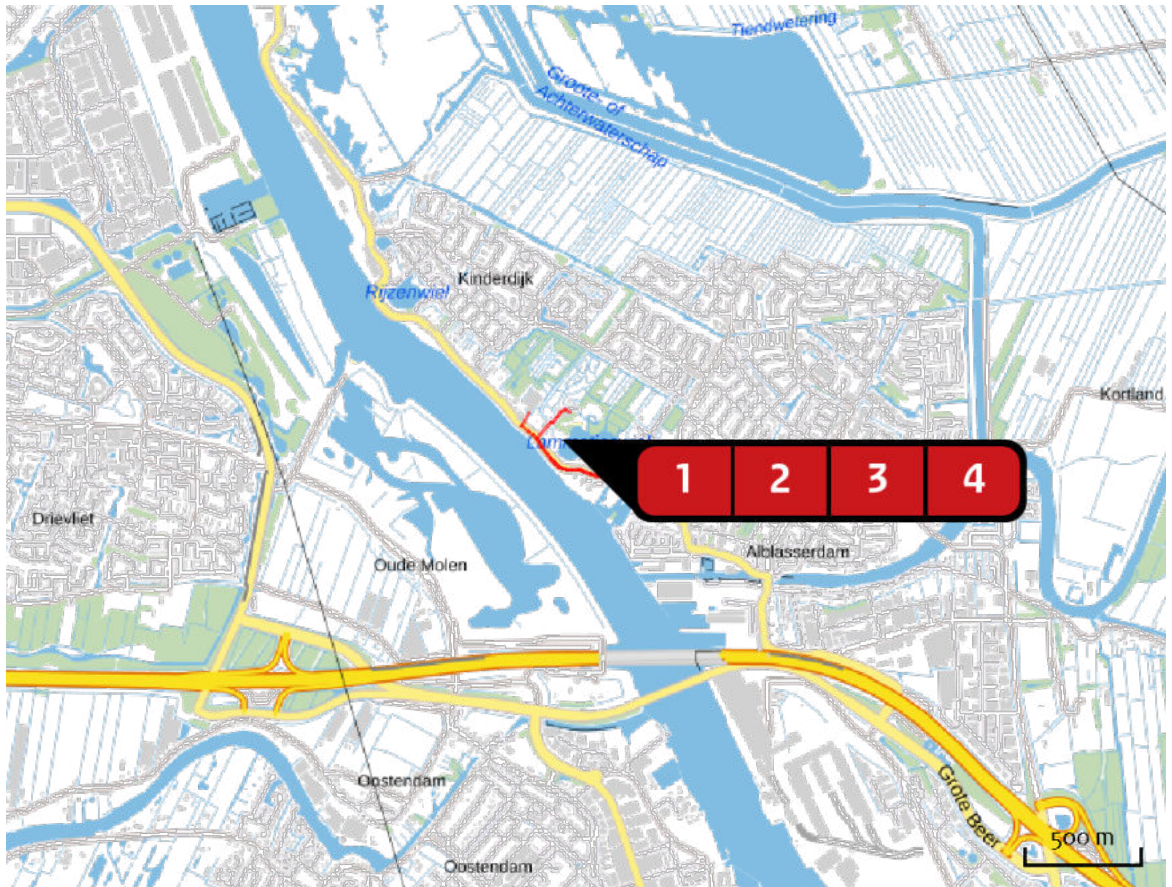 Tiendwetering
Groote- of
Achterwaterschap
Kinderdijk
Rijzenwiel
Kortland
1 2 3 4
Drievliet
Alblasserdam
Oude Molen
Oostendam
Grote Beer
500 m
Oostendam